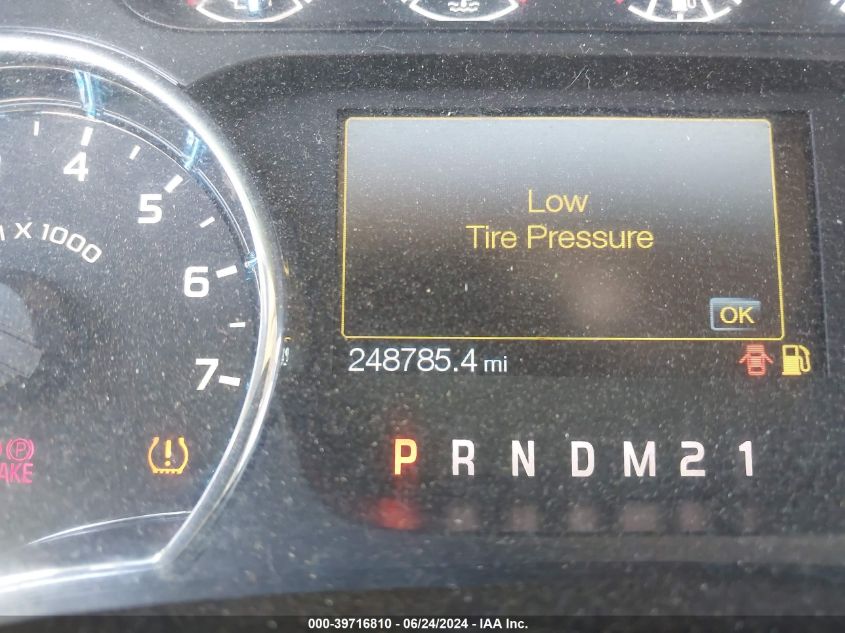 4
5
X 1000
6
7
Low
Tire Pressure
OK
248785.4 mi
(P)
AKE
P R N D M 2 1
000-39716810 / 06/24/2024 - IAA Inc.